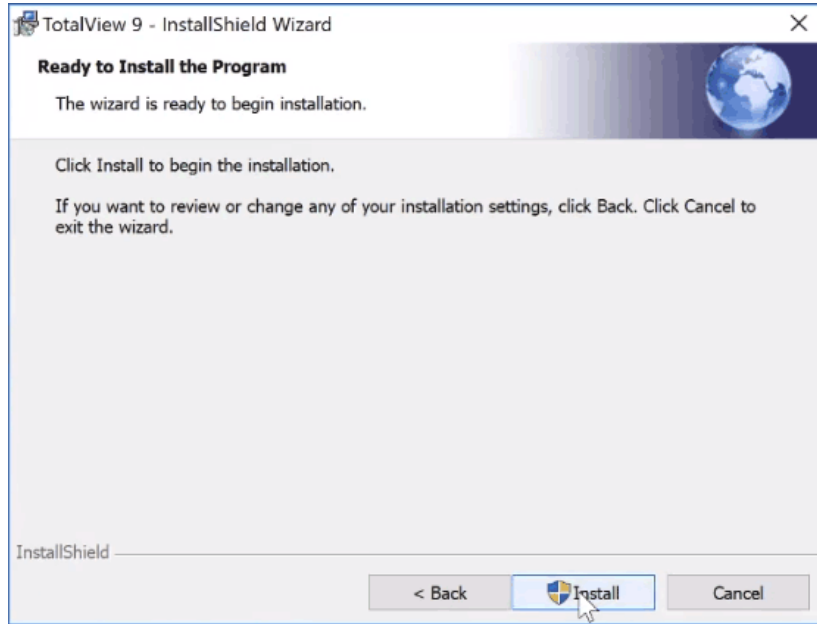 TotalView 9 - InstallShield Wizard
Ready to Install the Program
The wizard is ready to begin installation.
Click Install to begin the installation.
If you want to review or change any of your installation settings, click Back. Click Cancel to
exit the wizard.
InstallShield
< Back
Install
Cancel